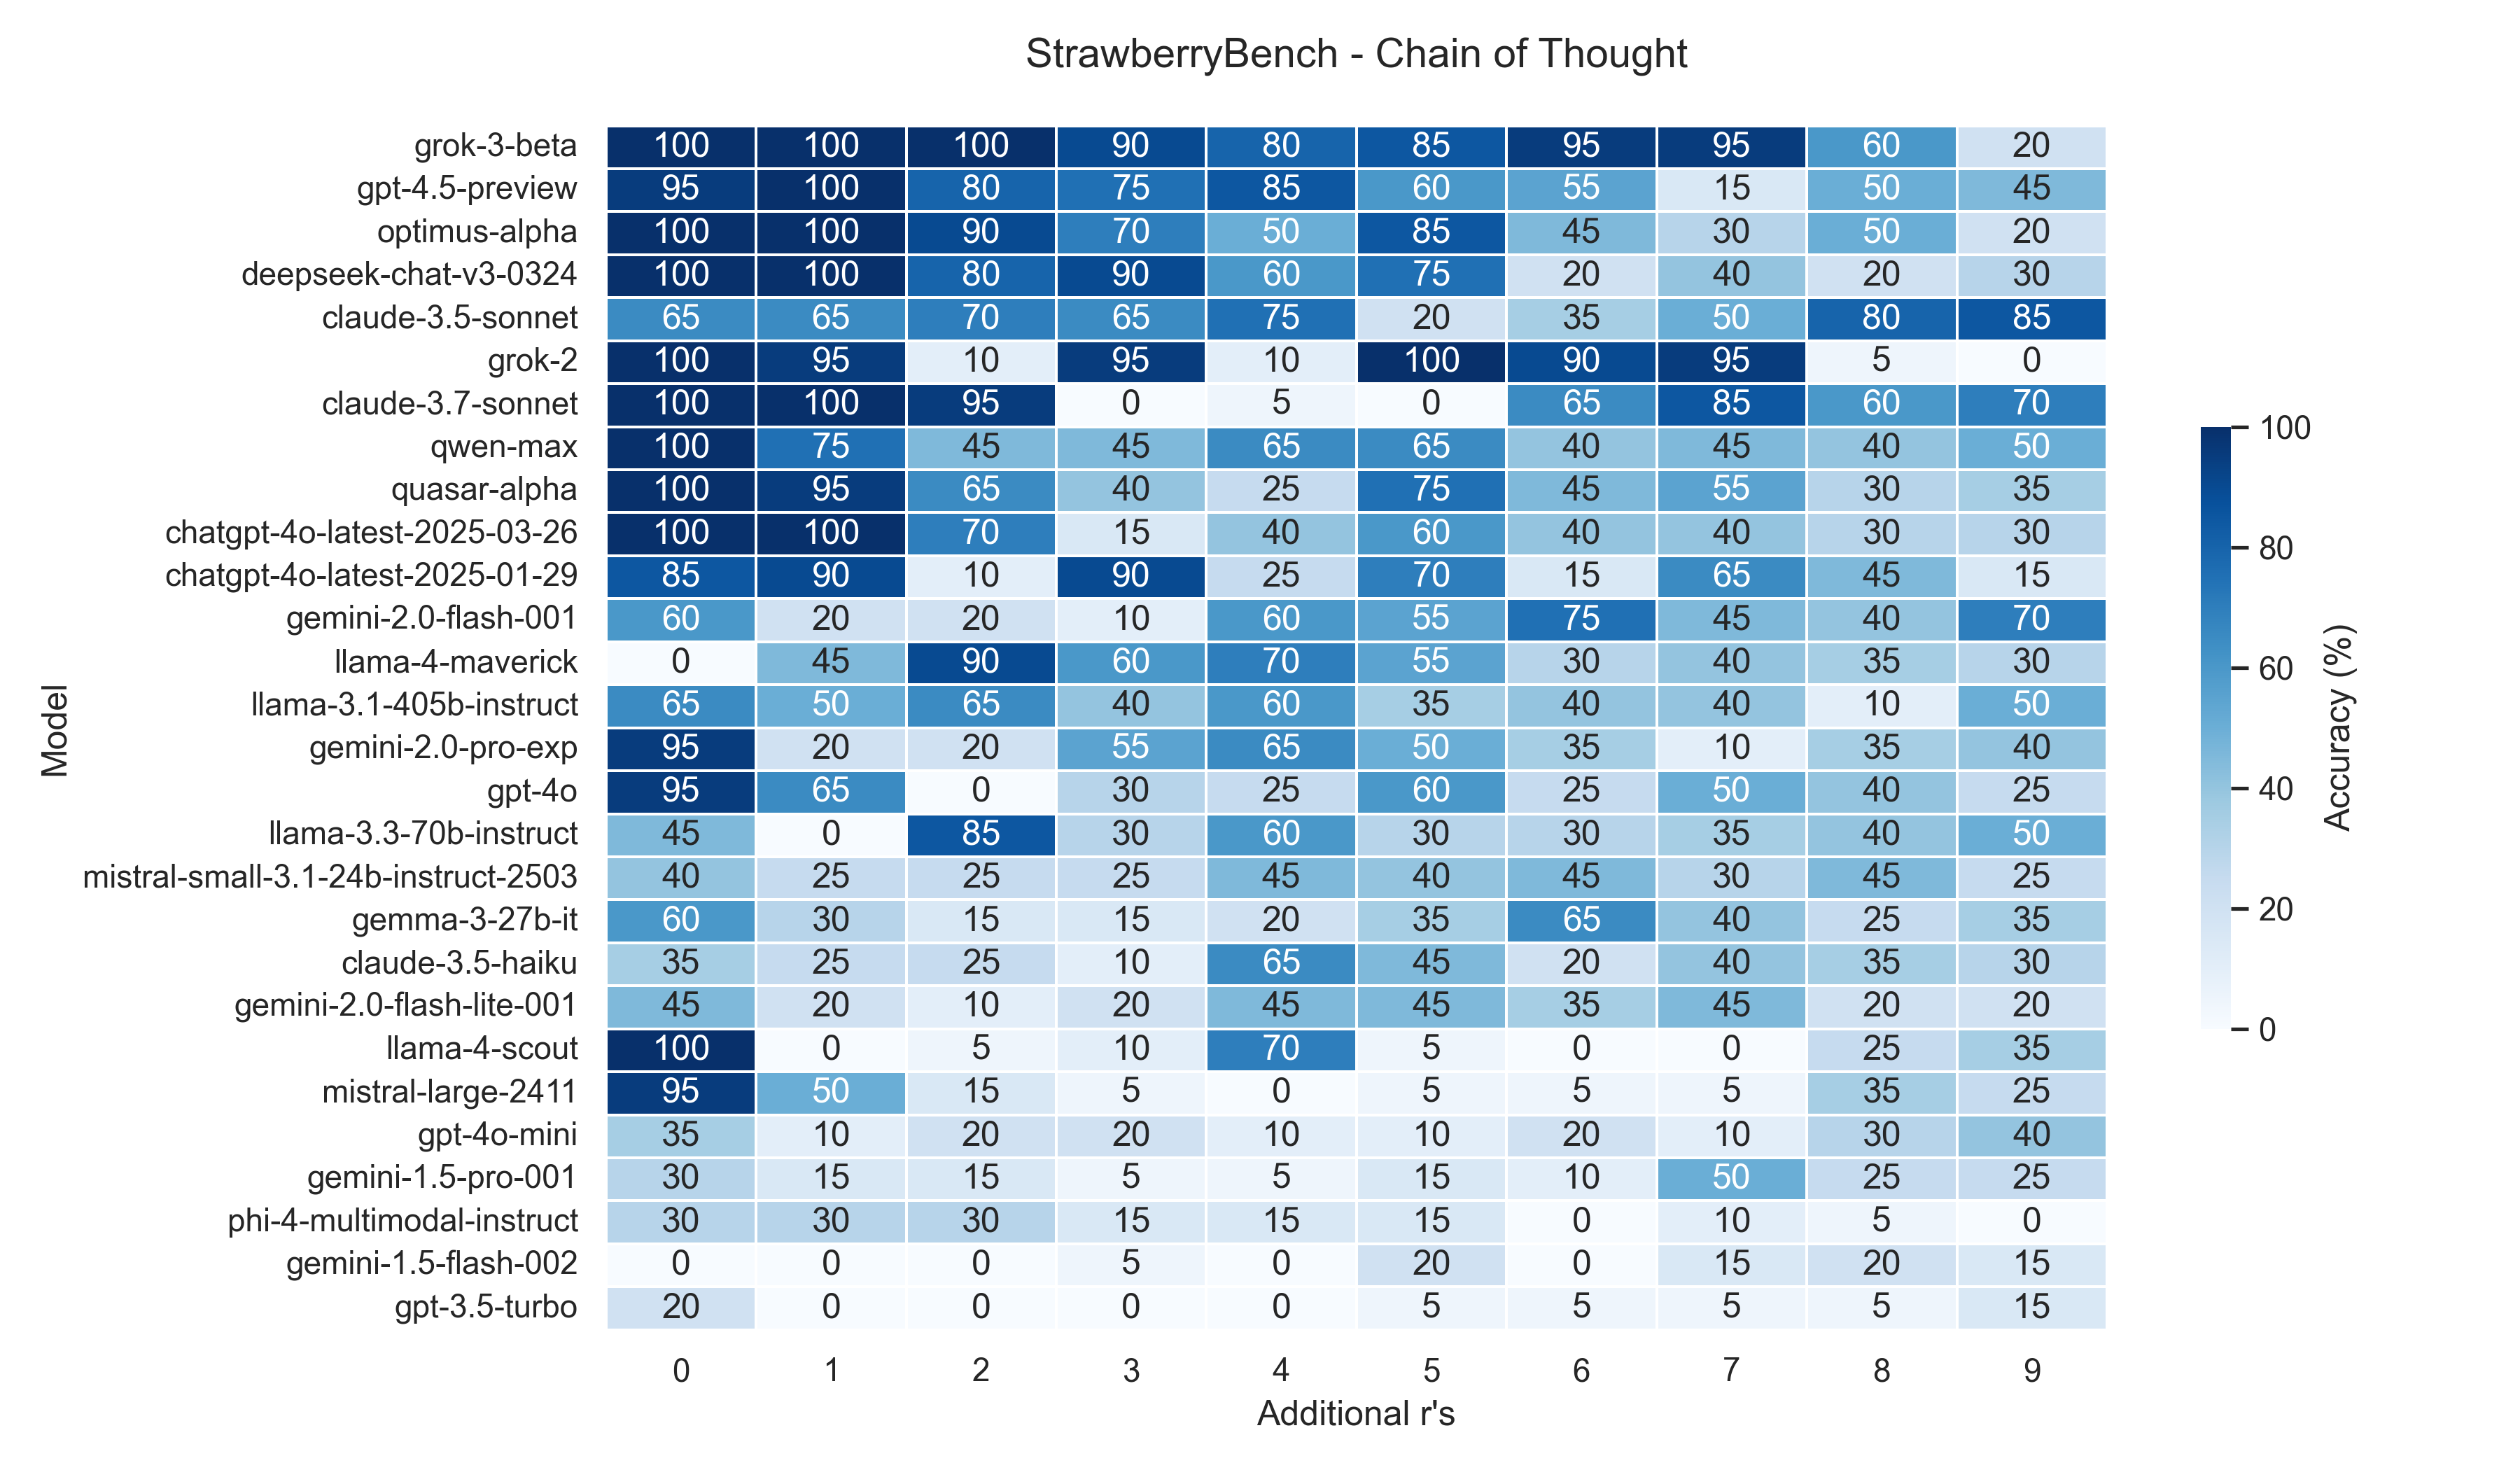 StrawberryBench - Chain of Thought
grok-3-beta 100 100 100 90 80 85 95 95 60 20
gpt-4.5-preview 95 100 80 75 85 60 55 15 50 45
optimus-alpha 100 100 90 70 50 85 45 30 50 20
deepseek-chat-v3-0324 100 100 80 90 60 75 20 40 20 30
claude-3.5-sonnet 65 65 70 65 75 20 35 50 80 85
grok-2 100 95 10 95 10 100 90 95 5 0
claude-3.7-sonnet 100 100 95 0 5 0 65 85 60 70
qwen-max 100 75 45 45 65 65 40 45 40 50
quasar-alpha 100 95 65 40 25 75 45 55 30 35
chatgpt-4o-latest-2025-03-26 100 100 70 15 40 60 40 40 30 30
chatgpt-4o-latest-2025-01-29 85 90 10 90 25 70 15 65 45 15
gemini-2.0-flash-001 60 20 20 10 60 55 75 45 40 70
llama-4-maverick 0 45 90 60 70 55 30 40 35 30
llama-3.1-405b-instruct 65 50 65 40 60 35 40 40 10 50
gemini-2.0-pro-exp 95 20 20 55 65 50 35 10 35 40
gpt-4o 95 65 0 30 25 60 25 50 40 25
llama-3.3-70b-instruct 45 0 85 30 60 30 30 35 40 50
mistral-small-3.1-24b-instruct-2503 40 25 25 25 45 40 45 30 45 25
gemma-3-27b-it 60 30 15 15 20 35 65 40 25 35
claude-3.5-haiku 35 25 25 10 65 45 20 40 35 30
gemini-2.0-flash-lite-001 45 20 10 20 45 45 35 45 20 20
llama-4-scout 100 0 5 10 70 5 0 0 25 35
mistral-large-2411 95 50 15 5 0 5 5 5 35 25
gpt-4o-mini 35 10 20 20 10 10 20 10 30 40
gemini-1.5-pro-001 30 15 15 5 5 15 10 50 25 25
phi-4-multimodal-instruct 30 30 30 15 15 15 0 10 5 0
gemini-1.5-flash-002 0 0 0 5 0 20 0 15 20 15
gpt-3.5-turbo 20 0 0 0 0 5 5 5 5 15
0 1 2 3 4 5 6 7 8 9
Additional r's
Model
100
80
60
40
20
0
Accuracy (%)